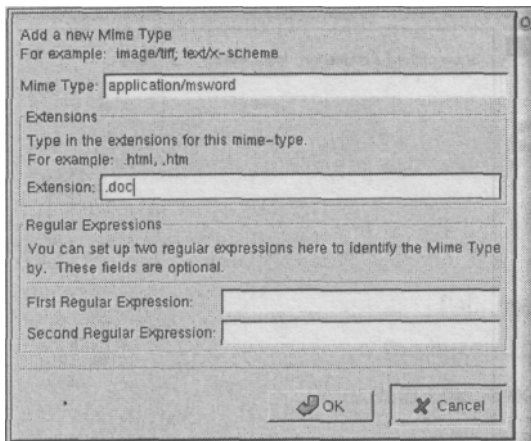 Add a new Mime Type
For example: image/tiff; text/x-scheme
Mime Type: application/msword
Extensions
Type in the extensions for this mime-type.
For example: .html, .htm
Extension: .doc
Regular Expressions
You can set up two regular expressions here to identify the Mime Type
by. These fields are optional.
First Regular Expression:
Second Regular Expression:
OK
Cancel